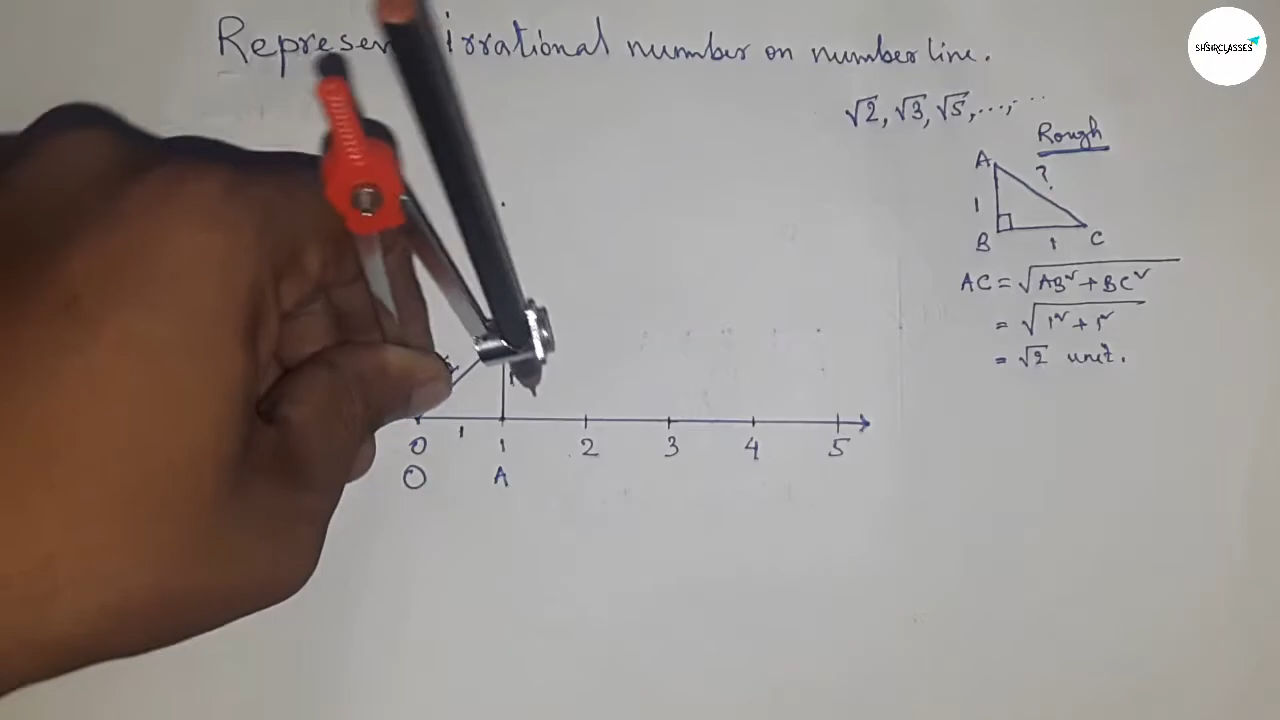 Represen irrational number on number line.
SHSIRCLASSES
√2, √3, √5, ..., ...
Rough
A
?
1
B
1
C
AC = √AB² + BC²
= √1² + 1²
= √2 unit.
0 1 1 2 3 4 5
O A